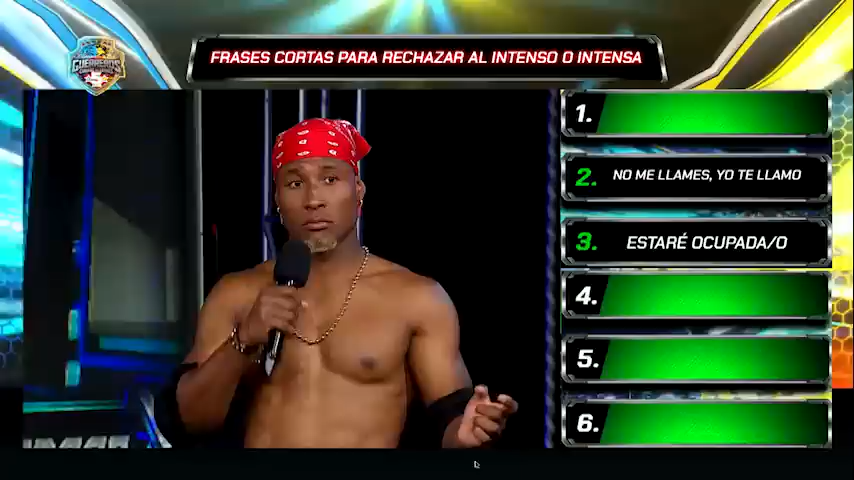 GUERREROS
FRASES CORTAS PARA RECHAZAR AL INTENSO O INTENSA
1.
2. NO ME LLAMES, YO TE LLAMO
3. ESTARÉ OCUPADA/O
4.
5.
6.